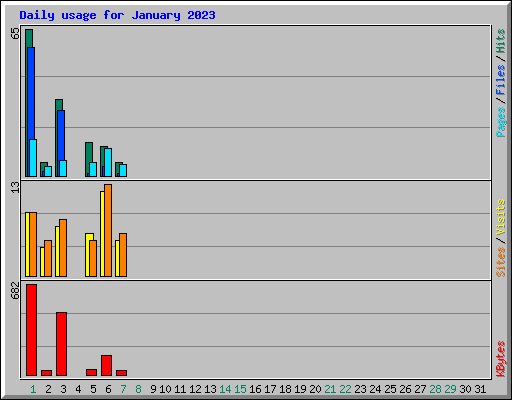 Daily usage for January 2023
65
Pages/Files/Hits
13
Sites/Visits
682
KBytes
1 2 3 4 5 6 7 8 9 10 11 12 13 14 15 16 17 18 19 20 21 22 23 24 25 26 27 28 29 30 31